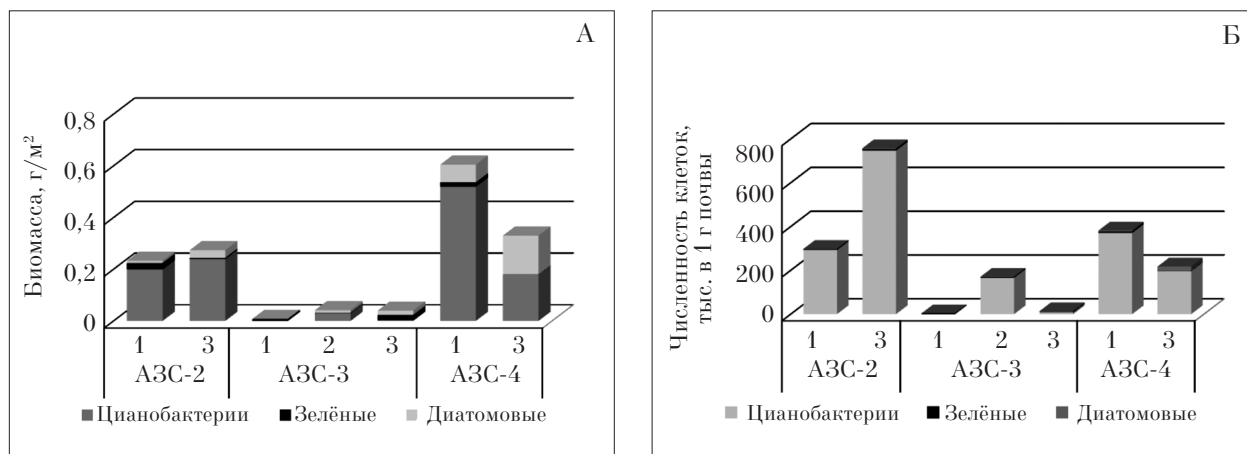 А
Биомасса, г/м²
0,8
0,6
0,4
0,2
0
1 3 1 2 3 1 3
АЗС-2 АЗС-3 АЗС-4
Цианобактерии Зелёные Диатомовые
Б
Численность клеток,
тыс. в 1 г почвы
800
600
400
200
0
1 3 1 2 3 1 3
АЗС-2 АЗС-3 АЗС-4
Цианобактерии Зелёные Диатомовые